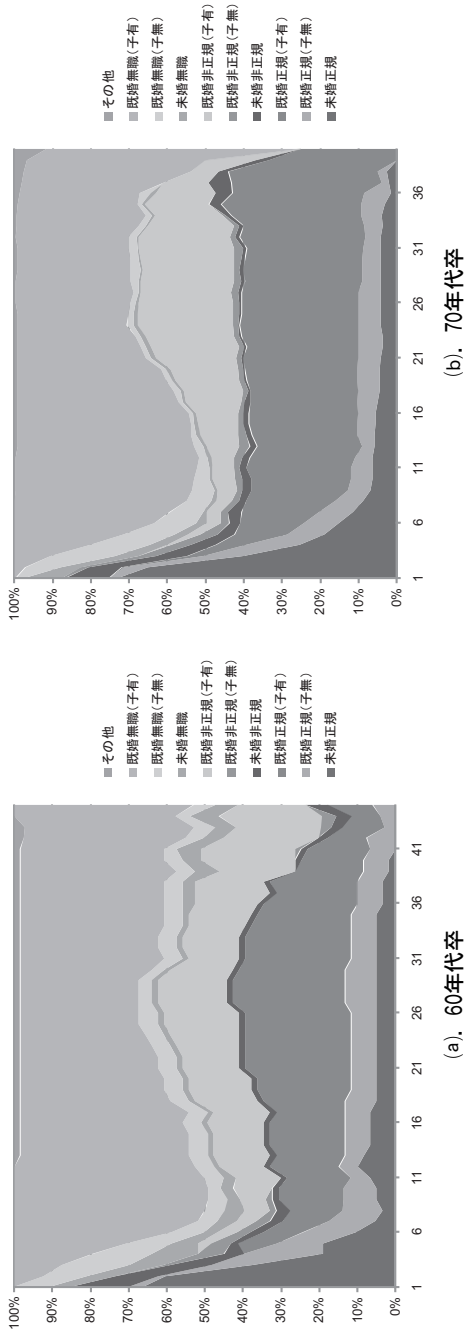 100%
90%
80%
70%
60%
50%
40%
30%
20%
10%
0%
1
6
11
16
21
26
31
36
41
その他
既婚無職(子有)
既婚無職(子無)
未婚無職
既婚非正規(子有)
既婚非正規(子無)
未婚非正規
既婚正規(子有)
既婚正規(子無)
未婚正規
(a). 60年代卒
100%
90%
80%
70%
60%
50%
40%
30%
20%
10%
0%
1
6
11
16
21
26
31
36
その他
既婚無職(子有)
既婚無職(子無)
未婚無職
既婚非正規(子有)
既婚非正規(子無)
未婚非正規
既婚正規(子有)
既婚正規(子無)
未婚正規
(b). 70年代卒